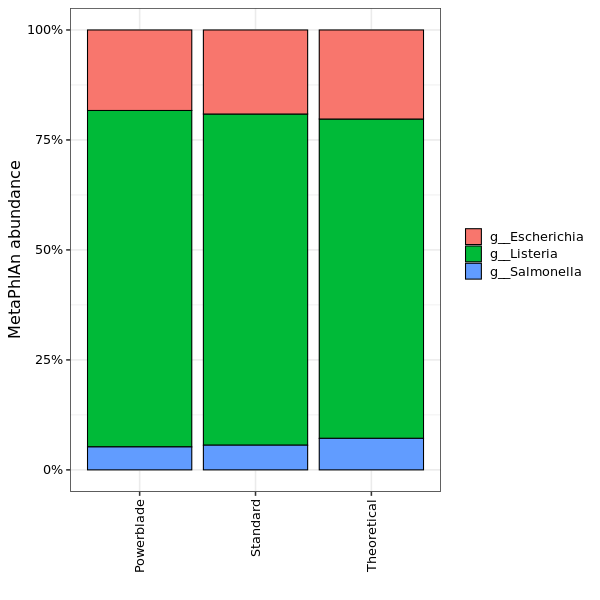 100%
75%
50%
25%
0%
MetaPhlAn abundance
Powerblade
Standard
Theoretical
g__Escherichia
g__Listeria
g__Salmonella